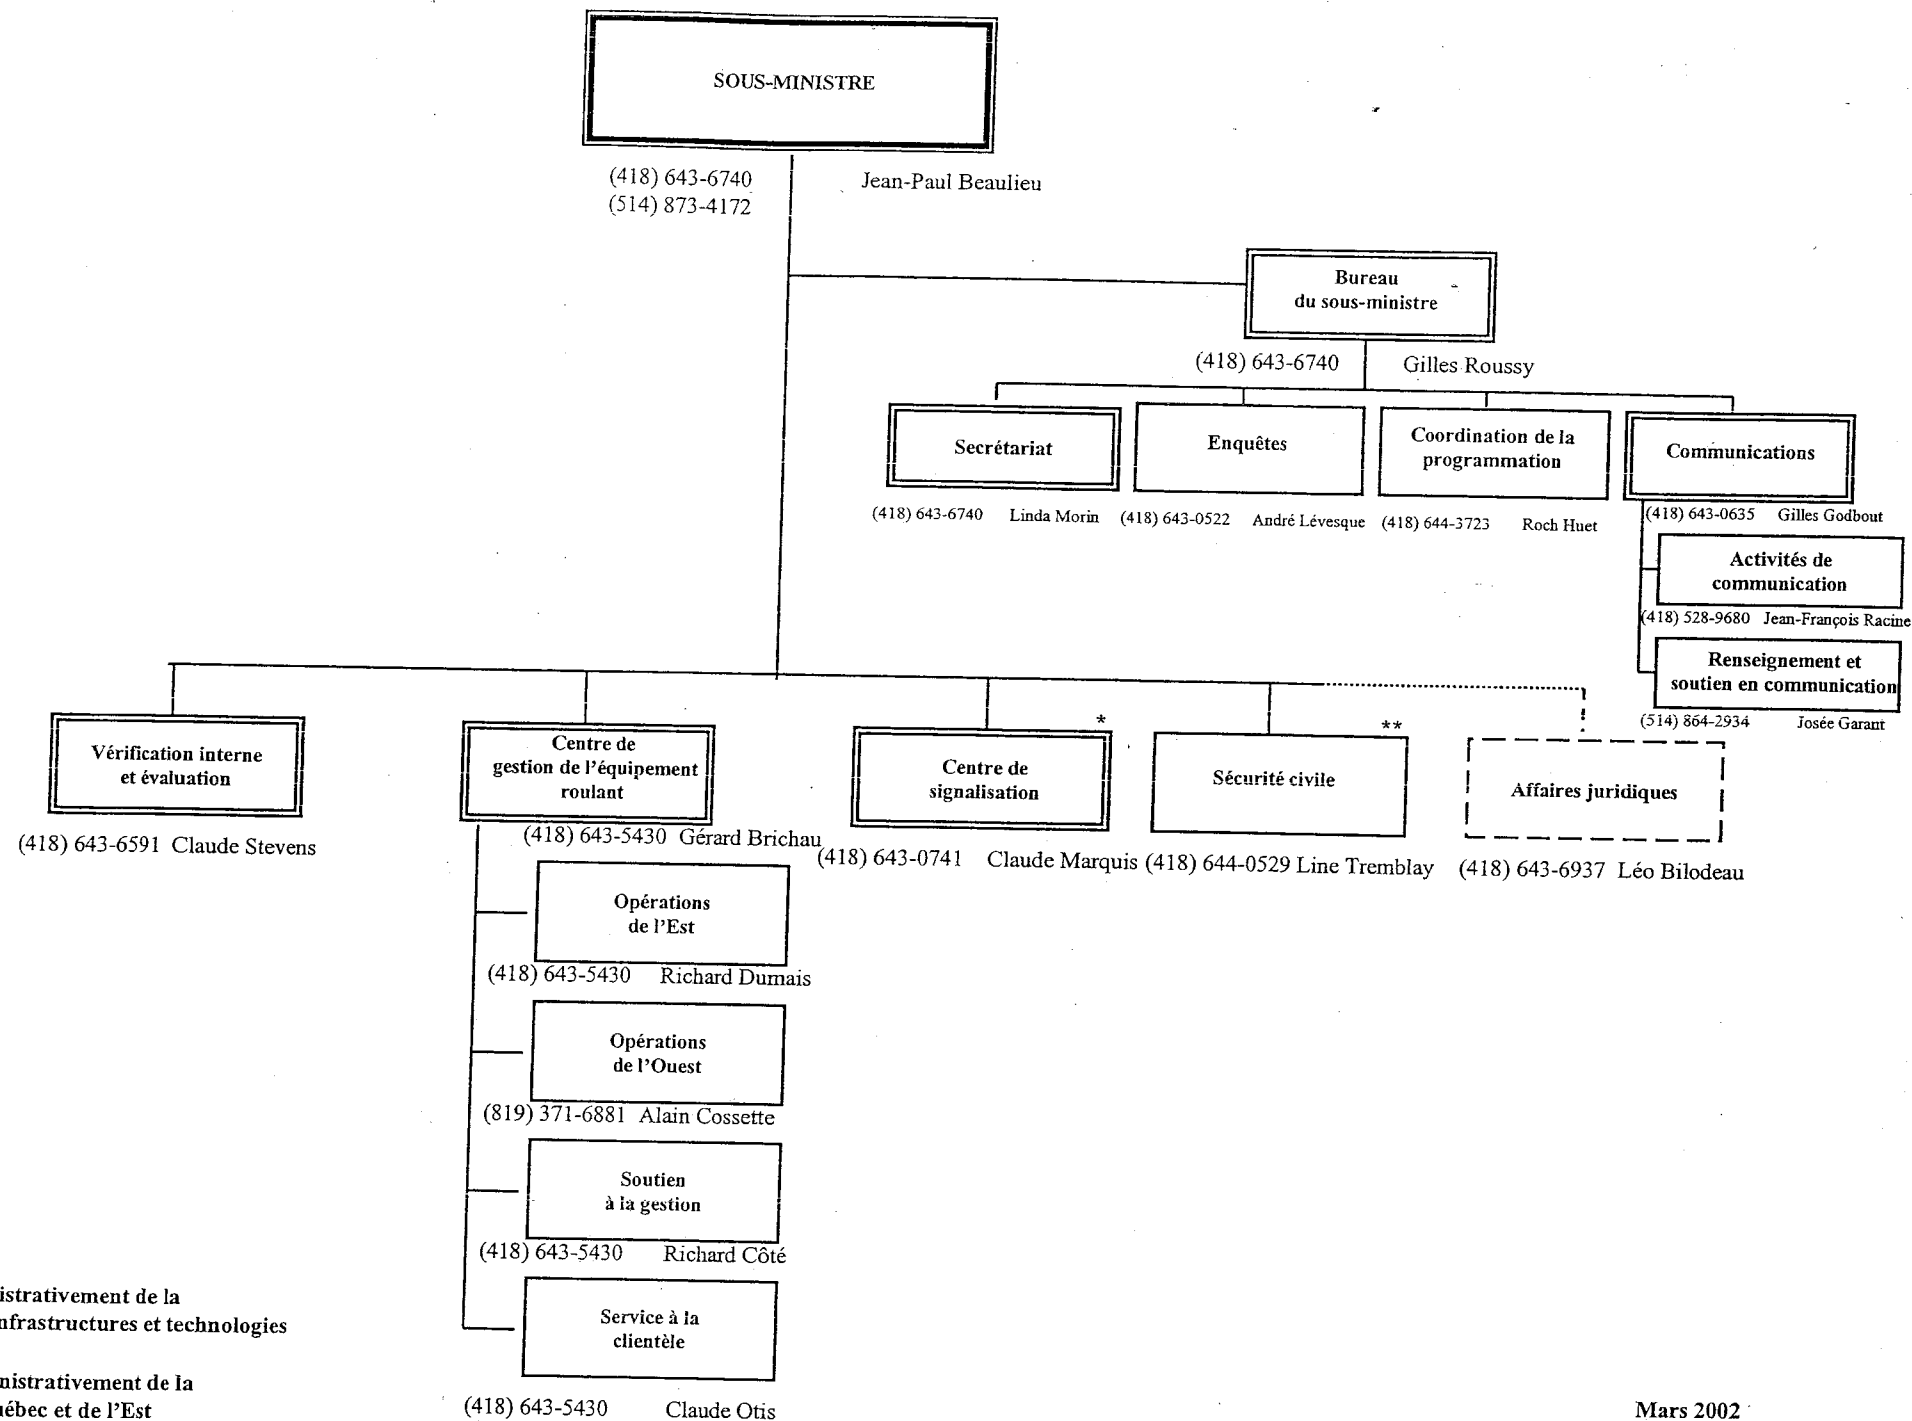 SOUS-MINISTRE
(418) 643-6740 Jean-Paul Beaulieu
(514) 873-4172
Bureau
du sous-ministre
(418) 643-6740 Gilles Roussy
Secrétariat
(418) 643-6740 Linda Morin
Enquêtes
(418) 643-0522 André Lévesque
Coordination de la
programmation
(418) 644-3723 Roch Huet
Communications
(418) 643-0635 Gilles Godbout
Activités de
communication
(418) 528-9680 Jean-François Racine
Renseignement et
soutien en communication
(514) 864-2934 Josée Garant
Vérification interne
et évaluation
(418) 643-6591 Claude Stevens
Centre de
gestion de l'équipement
roulant
(418) 643-5430 Gérard Brichau
Opérations
de l'Est
(418) 643-5430 Richard Dumais
Opérations
de l'Ouest
(819) 371-6881 Alain Cossette
Soutien
à la gestion
(418) 643-5430 Richard Côté
Service à la
clientèle
(418) 643-5430 Claude Otis
*
Centre de
signalisation
(418) 643-0741 Claude Marquis
**
Sécurité civile
(418) 644-0529 Line Tremblay
Affaires juridiques
(418) 643-6937 Léo Bilodeau
istrativement de la
nfrastructures et technologies
nistrativement de la
uébec et de l'Est
Mars 2002